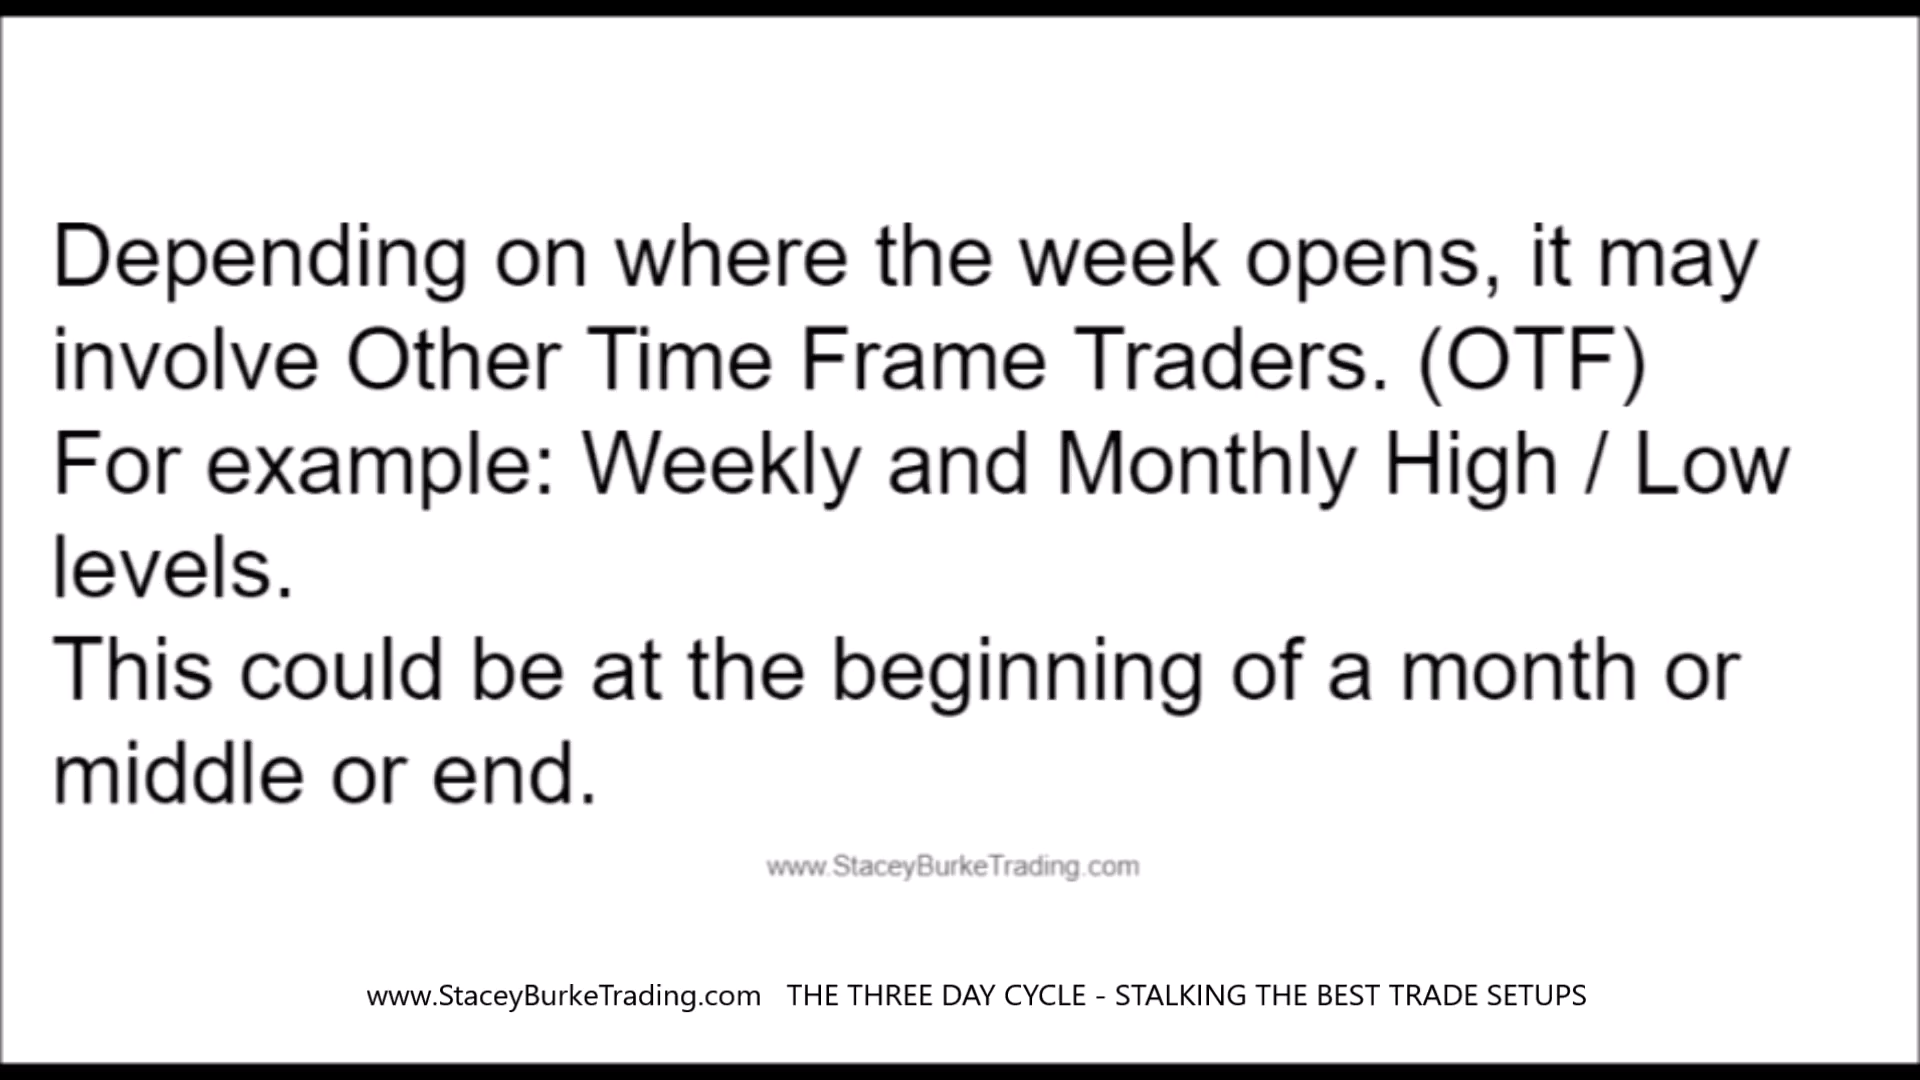 Depending on where the week opens, it may
involve Other Time Frame Traders. (OTF)
For example: Weekly and Monthly High / Low
levels.
This could be at the beginning of a month or
middle or end.
www.StaceyBurkeTrading.com
www.StaceyBurkeTrading.com THE THREE DAY CYCLE - STALKING THE BEST TRADE SETUPS